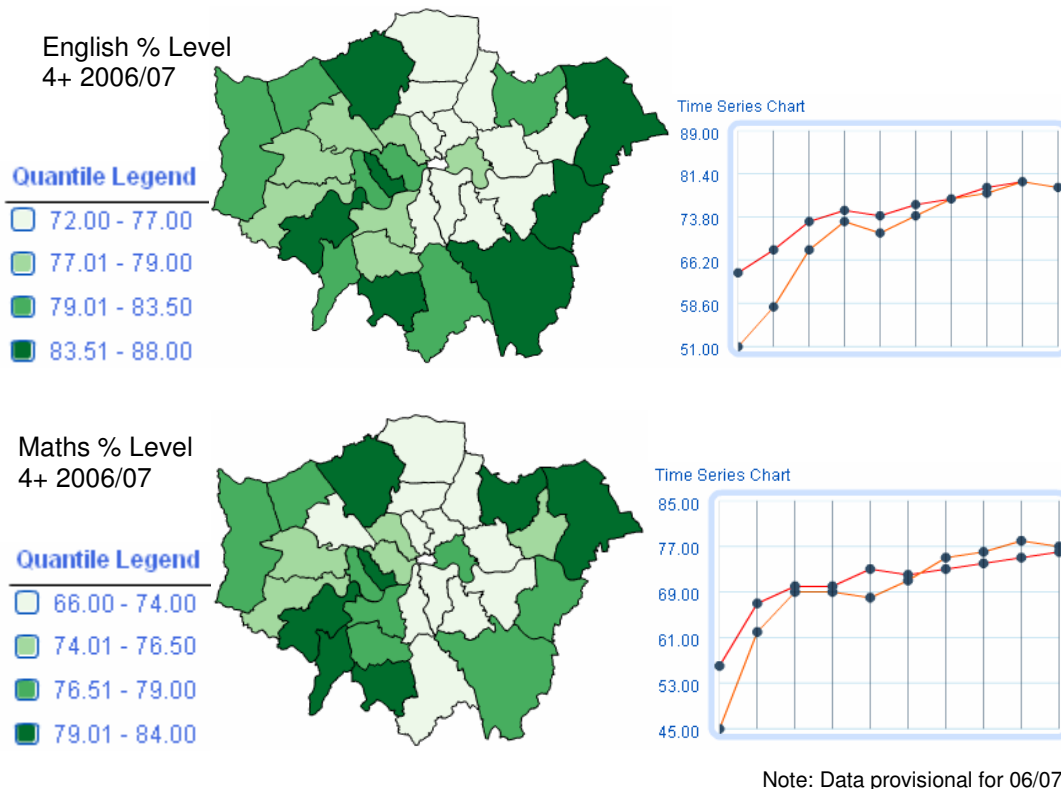 English % Level
4+ 2006/07
Quantile Legend
72.00 - 77.00
77.01 - 79.00
79.01 - 83.50
83.51 - 88.00
Time Series Chart
89.00
81.40
73.80
66.20
58.60
51.00
Maths % Level
4+ 2006/07
Quantile Legend
66.00 - 74.00
74.01 - 76.50
76.51 - 79.00
79.01 - 84.00
Time Series Chart
85.00
77.00
69.00
61.00
53.00
45.00
Note: Data provisional for 06/07